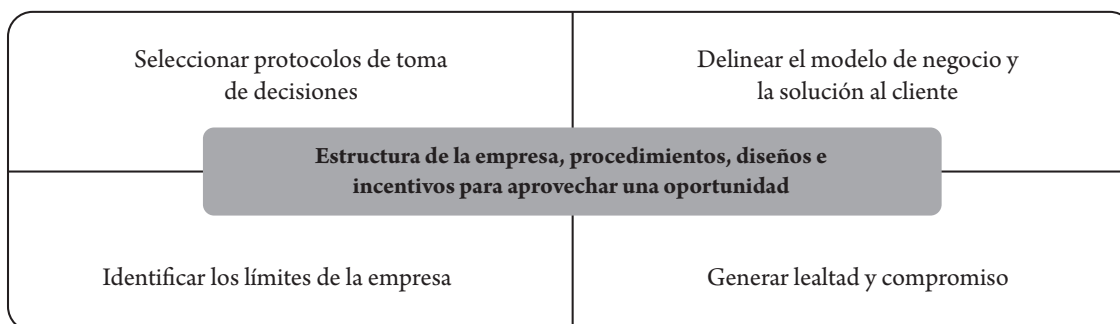 Seleccionar protocolos de toma
de decisiones
Delinear el modelo de negocio y
la solución al cliente
Estructura de la empresa, procedimientos, diseños e
incentivos para aprovechar una oportunidad
Identificar los límites de la empresa
Generar lealtad y compromiso